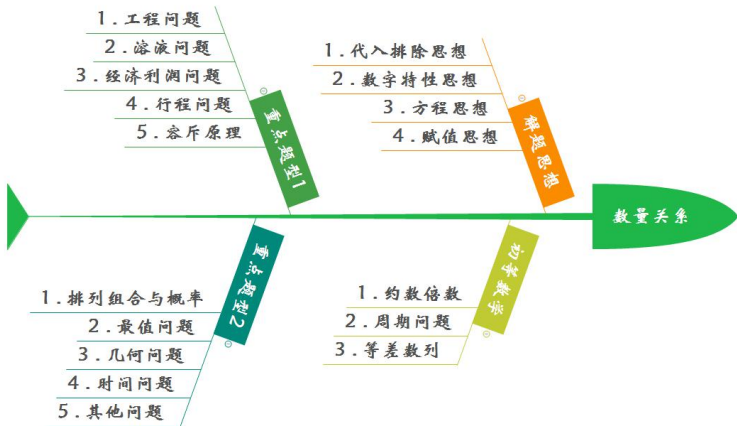 1.工程问题
2.溶液问题
3.经济利润问题
4.行程问题
5.容斥原理
重点题型1
1.代入排除思想
2.数字特性思想
3.方程思想
4.赋值思想
解题思想
数量关系
重点题型2
1.排列组合与概率
2.最值问题
3.几何问题
4.时间问题
5.其他问题
初等数学
1.约数倍数
2.周期问题
3.等差数列